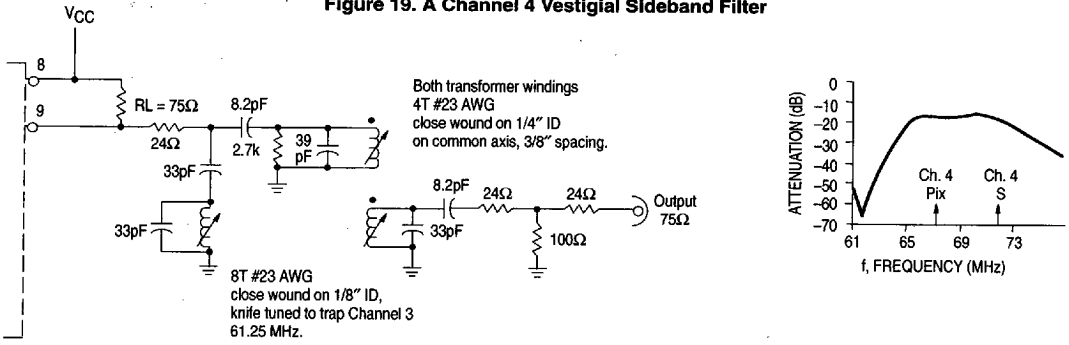 Figure 19. A Channel 4 Vestigial Sideband Filter
VCC
8
9
RL = 75Ω
24Ω
8.2pF
2.7k
39
pF
33pF
33pF
Both transformer windings
4T #23 AWG
close wound on 1/4″ ID
on common axis, 3/8″ spacing.
8T #23 AWG
close wound on 1/8″ ID,
knife tuned to trap Channel 3
61.25 MHz.
8.2pF
33pF
24Ω
24Ω
100Ω
Output
75Ω
ATTENUATION (dB)
0
–10
–20
–30
–40
–50
–60
–70
Ch. 4
Pix
Ch. 4
S
61
65
69
73
f, FREQUENCY (MHz)